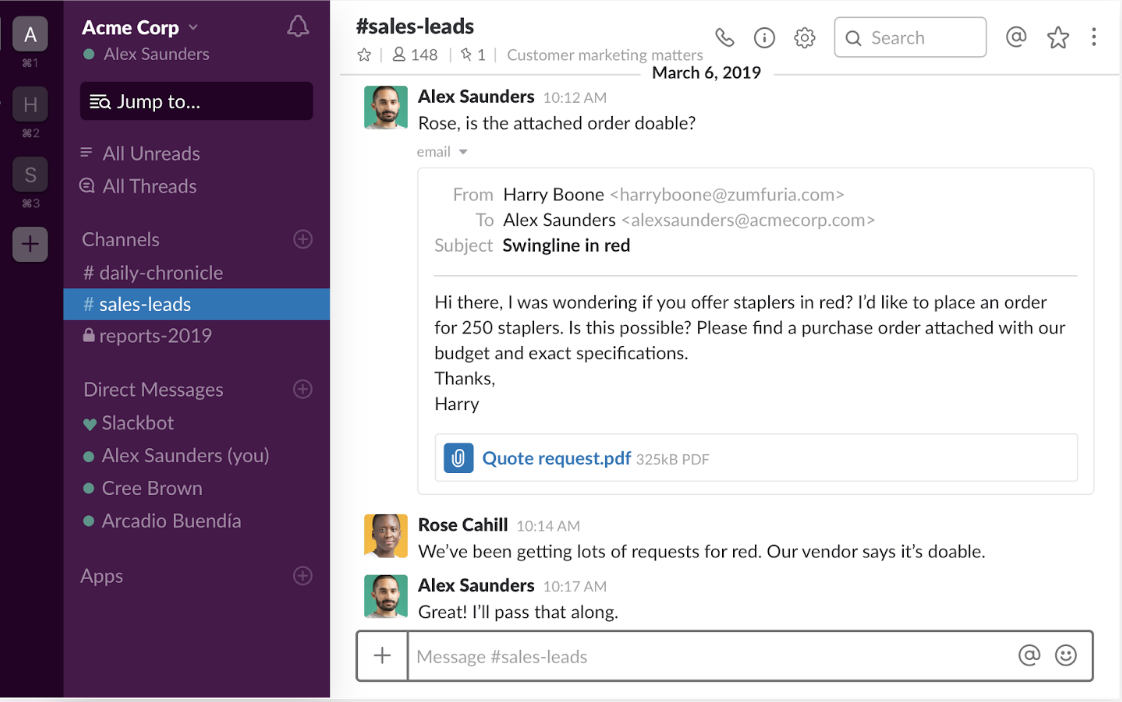 A
⌘1
H
⌘2
S
⌘3
+
Acme Corp
Alex Saunders
Jump to...
All Unreads
All Threads
Channels
# daily-chronicle
# sales-leads
reports-2019
Direct Messages
Slackbot
Alex Saunders (you)
Cree Brown
Arcadio Buendía
Apps
#sales-leads
148 | 1 | Customer marketing matters
Search
@
March 6, 2019
Alex Saunders 10:12 AM
Rose, is the attached order doable?
email
From Harry Boone <harryboone@zumfuria.com>
To Alex Saunders <alexsaunders@acmecorp.com>
Subject Swingline in red
Hi there, I was wondering if you offer staplers in red? I’d like to place an order
for 250 staplers. Is this possible? Please find a purchase order attached with our
budget and exact specifications.
Thanks,
Harry
Quote request.pdf 325kB PDF
Rose Cahill 10:14 AM
We’ve been getting lots of requests for red. Our vendor says it’s doable.
Alex Saunders 10:17 AM
Great! I’ll pass that along.
+ Message #sales-leads @